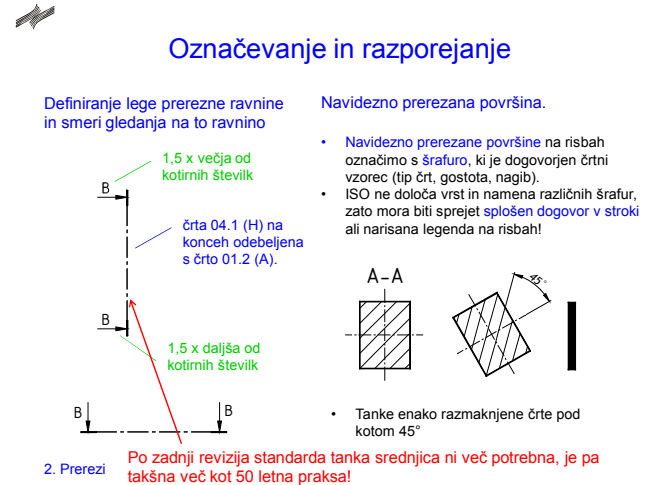 Označevanje in razporejanje
Definiranje lege prerezne ravnine
in smeri gledanja na to ravnino
1,5 x večja od
kotirnih številk
B
črta 04.1 (H) na
koncih odebeljena
s črto 01.2 (A).
B
1,5 x daljša od
kotirnih številk
B
B
Navidezno prerezana površina.
• Navidezno prerezane površine na risbah
označimo s šrafuro, ki je dogovorjen črtni
vzorec (tip črt, gostota, nagib).
• ISO ne določa vrst in namena različnih šrafur,
zato mora biti sprejet splošen dogovor v stroki
ali narisana legenda na risbah!
A-A
45°
• Tanke enako razmaknjene črte pod
kotom 45°
2. Prerezi
Po zadnji revizija standarda tanka srednjica ni več potrebna, je pa
takšna več kot 50 letna praksa!